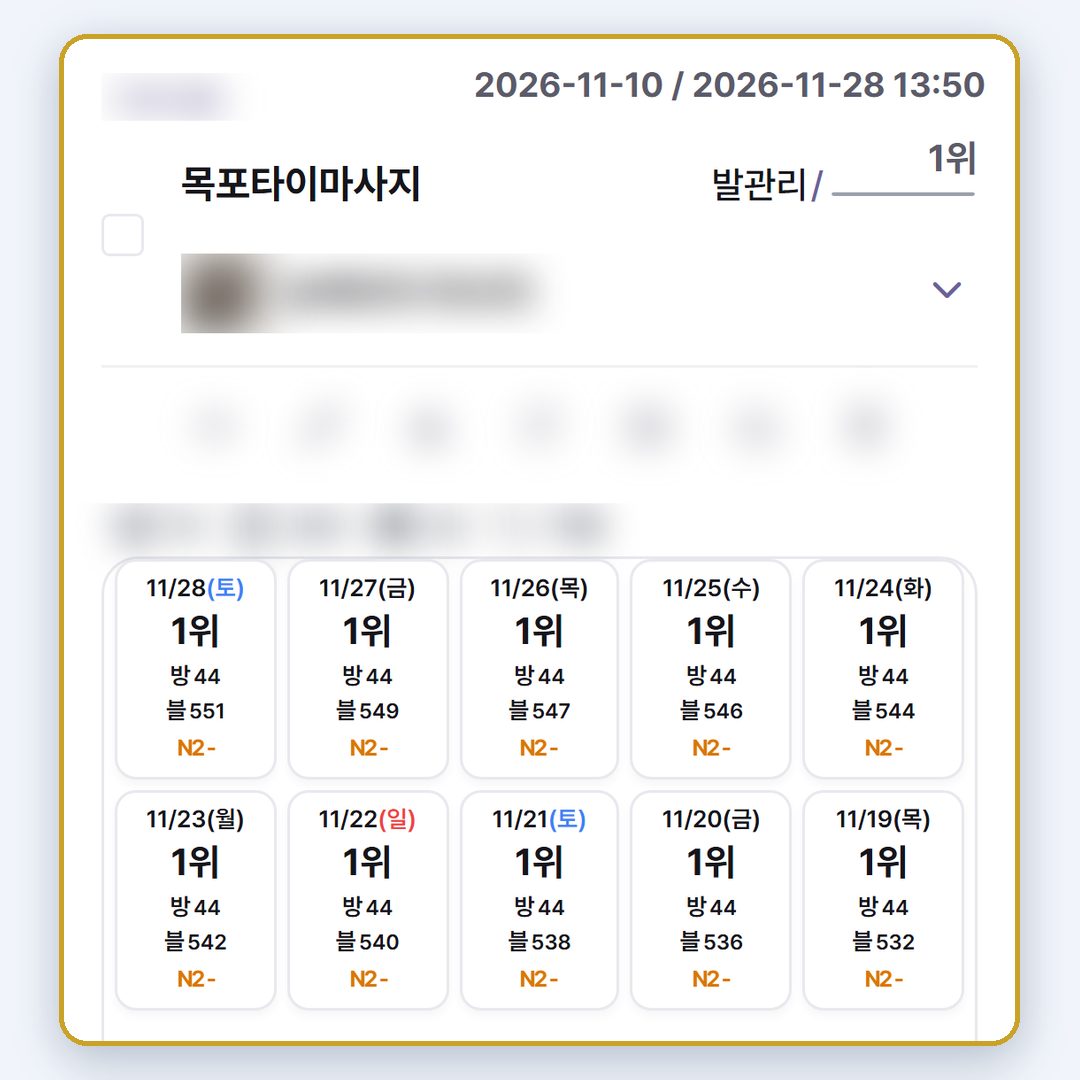 2026-11-10 / 2026-11-28 13:50
목포타이마사지
발관리/ 1위
11/28(토) 11/27(금) 11/26(목) 11/25(수) 11/24(화)
1위 1위 1위 1위 1위
방44 방44 방44 방44 방44
블551 블549 블547 블546 블544
N2- N2- N2- N2- N2-
11/23(월) 11/22(일) 11/21(토) 11/20(금) 11/19(목)
1위 1위 1위 1위 1위
방44 방44 방44 방44 방44
블542 블540 블538 블536 블532
N2- N2- N2- N2- N2-